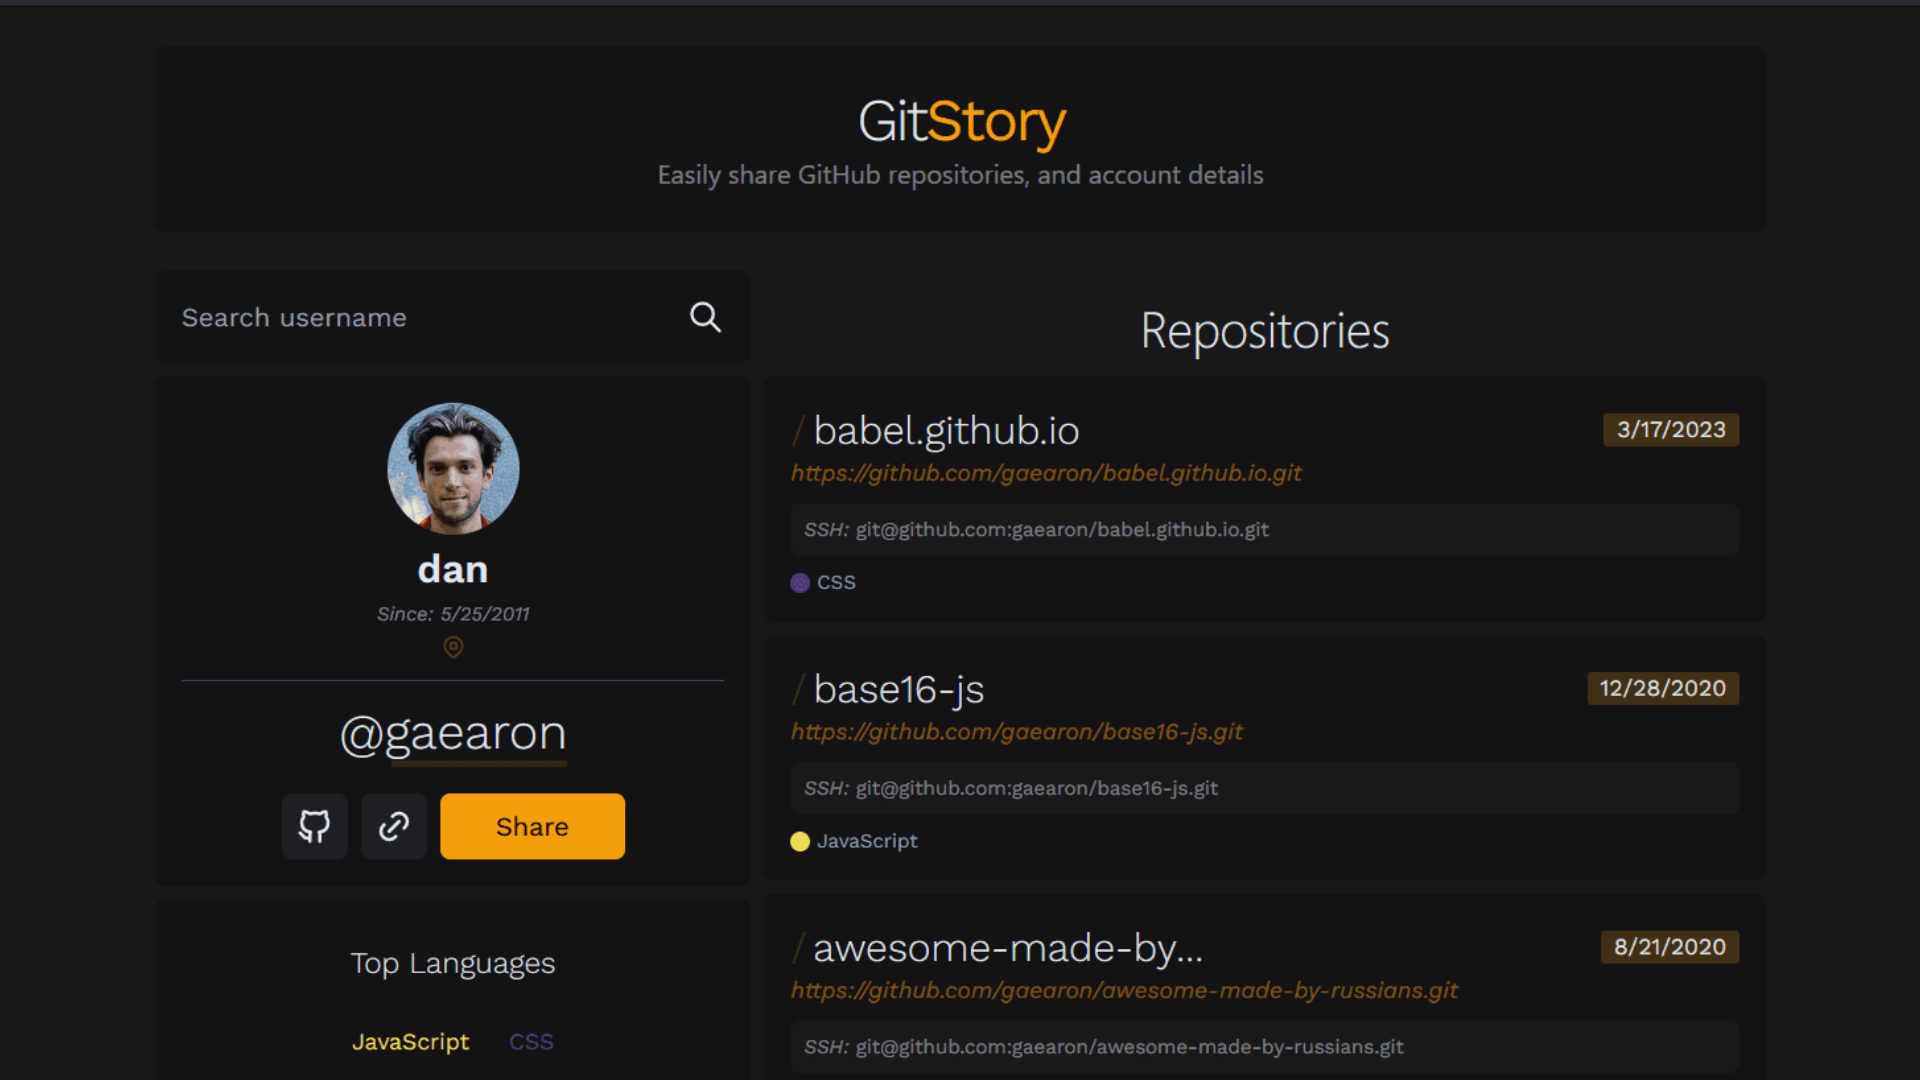 GitStory
Easily share GitHub repositories, and account details
Search username
dan
Since: 5/25/2011
@gaearon
Share
Top Languages
JavaScript CSS
Repositories
/ babel.github.io 3/17/2023
https://github.com/gaearon/babel.github.io.git
SSH: git@github.com:gaearon/babel.github.io.git
CSS
/ base16-js 12/28/2020
https://github.com/gaearon/base16-js.git
SSH: git@github.com:gaearon/base16-js.git
JavaScript
/ awesome-made-by... 8/21/2020
https://github.com/gaearon/awesome-made-by-russians.git
SSH: git@github.com:gaearon/awesome-made-by-russians.git